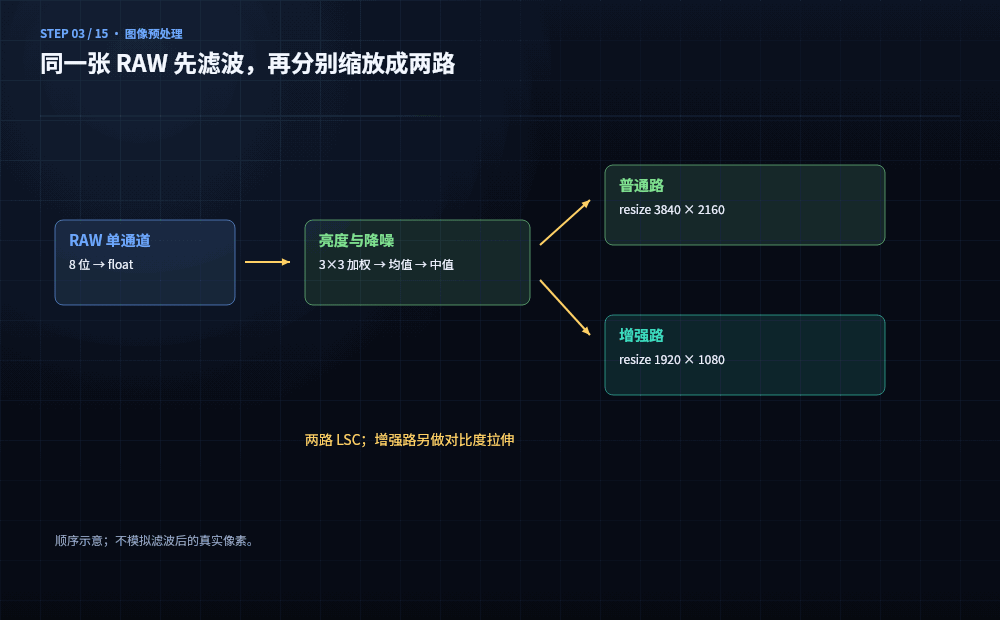 STEP 03 / 15 • 图像预处理
同一张 RAW 先滤波，再分别缩放成两路
普通路
resize 3840 × 2160
RAW 单通道
8 位 → float
亮度与降噪
3×3 加权 → 均值 → 中值
增强路
resize 1920 × 1080
两路 LSC；增强路另做对比度拉伸
顺序示意；不模拟滤波后的真实像素。